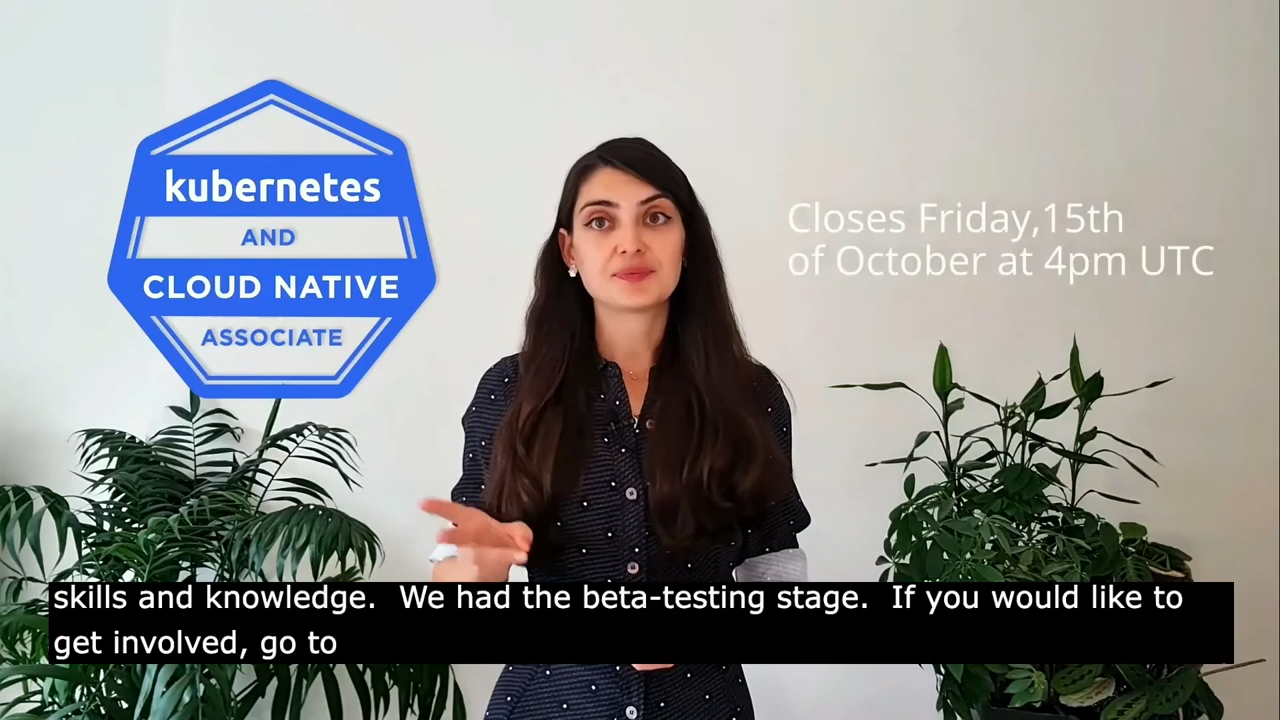 kubernetes
AND
CLOUD NATIVE
ASSOCIATE
Closes Friday,15th
of October at 4pm UTC
skills and knowledge.  We had the beta-testing stage.  If you would like to
get involved, go to